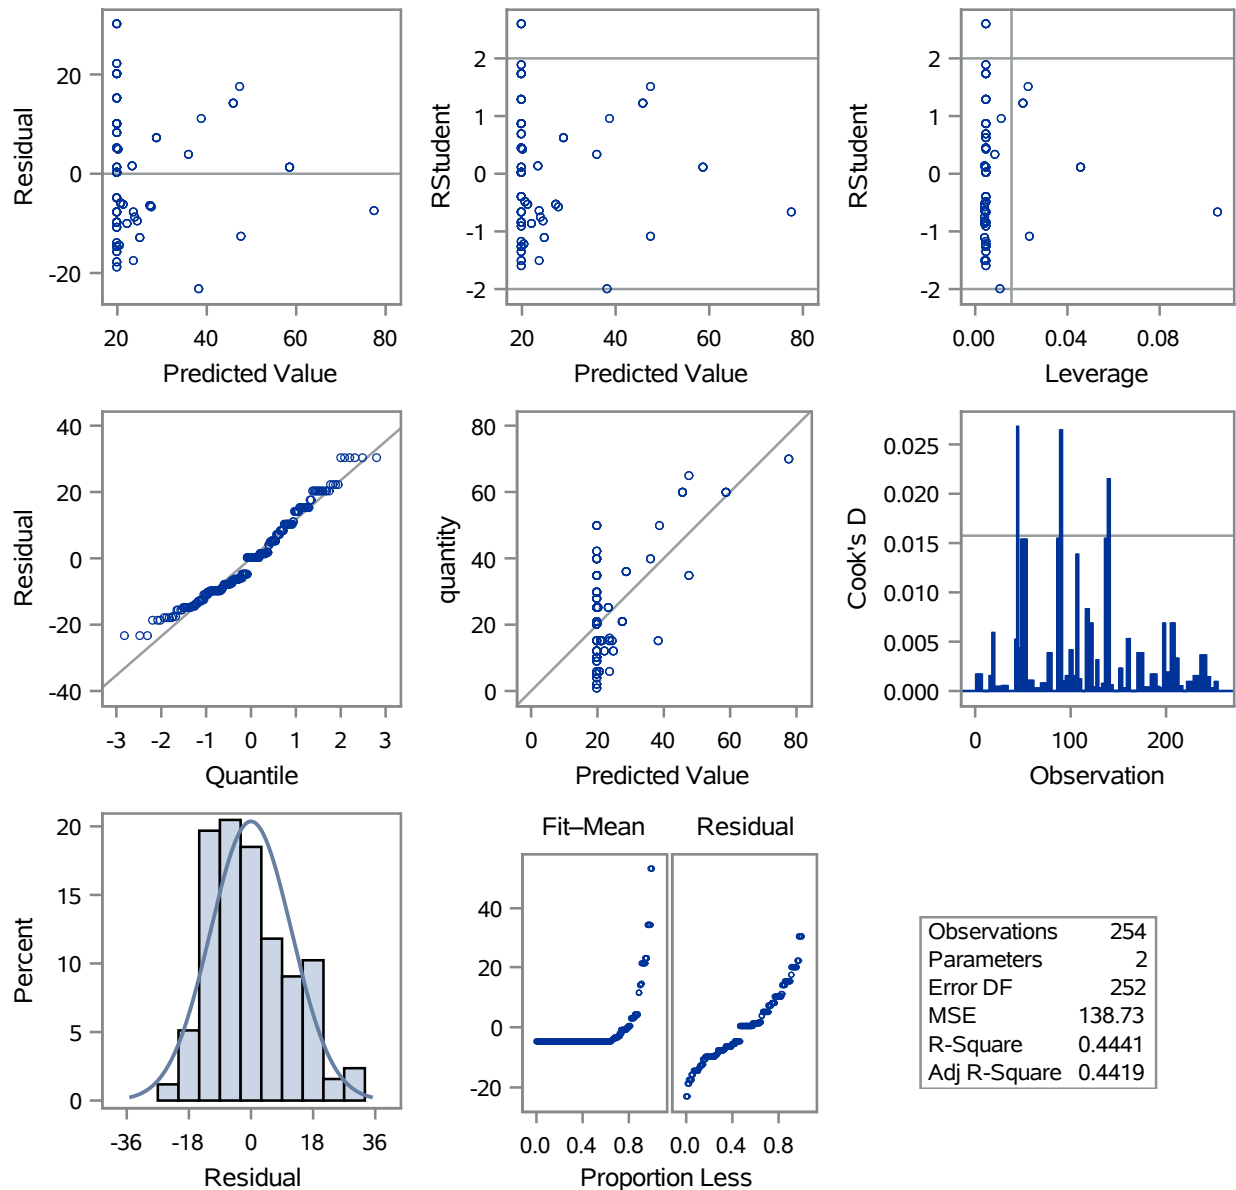 20
0
-20
Residual
20 40 60 80
Predicted Value
2
1
0
-1
-2
RStudent
20 40 60 80
Predicted Value
2
1
0
-1
-2
RStudent
0.00 0.04 0.08
Leverage
40
20
0
-20
-40
Residual
-3 -2 -1 0 1 2 3
Quantile
80
60
40
20
0
quantity
0 20 40 60 80
Predicted Value
0.025
0.020
0.015
0.010
0.005
0.000
Cook's D
0 100 200
Observation
20
15
10
5
0
Percent
-36 -18 0 18 36
Residual
Fit–Mean Residual
40
20
0
-20
0.0 0.4 0.8 0.0 0.4 0.8
Proportion Less
Observations 254
Parameters 2
Error DF 252
MSE 138.73
R-Square 0.4441
Adj R-Square 0.4419